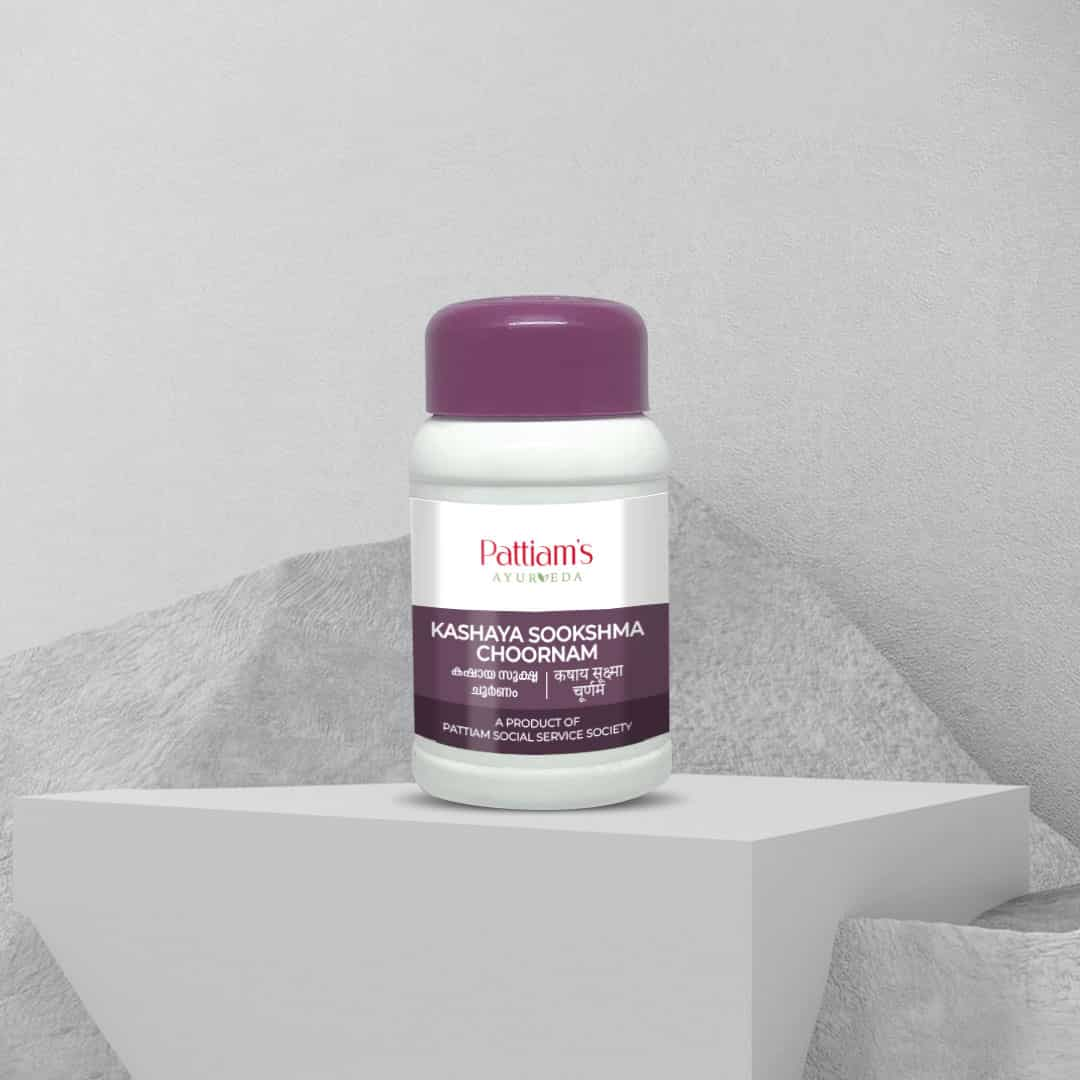 Pattiam's
AYURVEDA
KASHAYA SOOKSHMA
CHOORNAM
കഷായ സൂക്ഷ്മ
ചൂർണം
कषाय सूक्ष्मा
चूर्णम
A PRODUCT OF
PATTIAM SOCIAL SERVICE SOCIETY